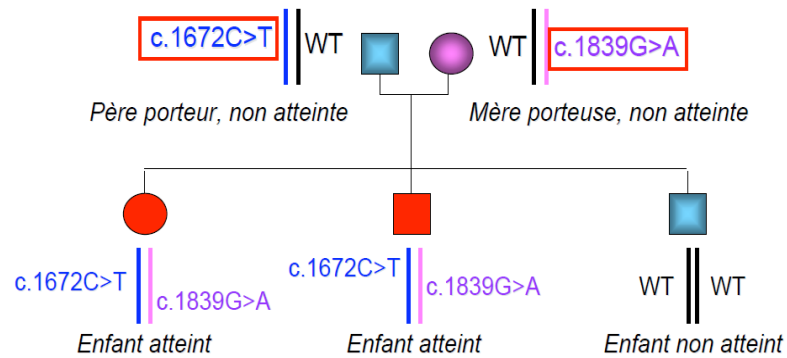 c.1672C>T WT WT c.1839G>A
Père porteur, non atteinte Mère porteuse, non atteinte
c.1672C>T c.1839G>A c.1672C>T c.1839G>A WT WT
Enfant atteint Enfant atteint Enfant non atteint